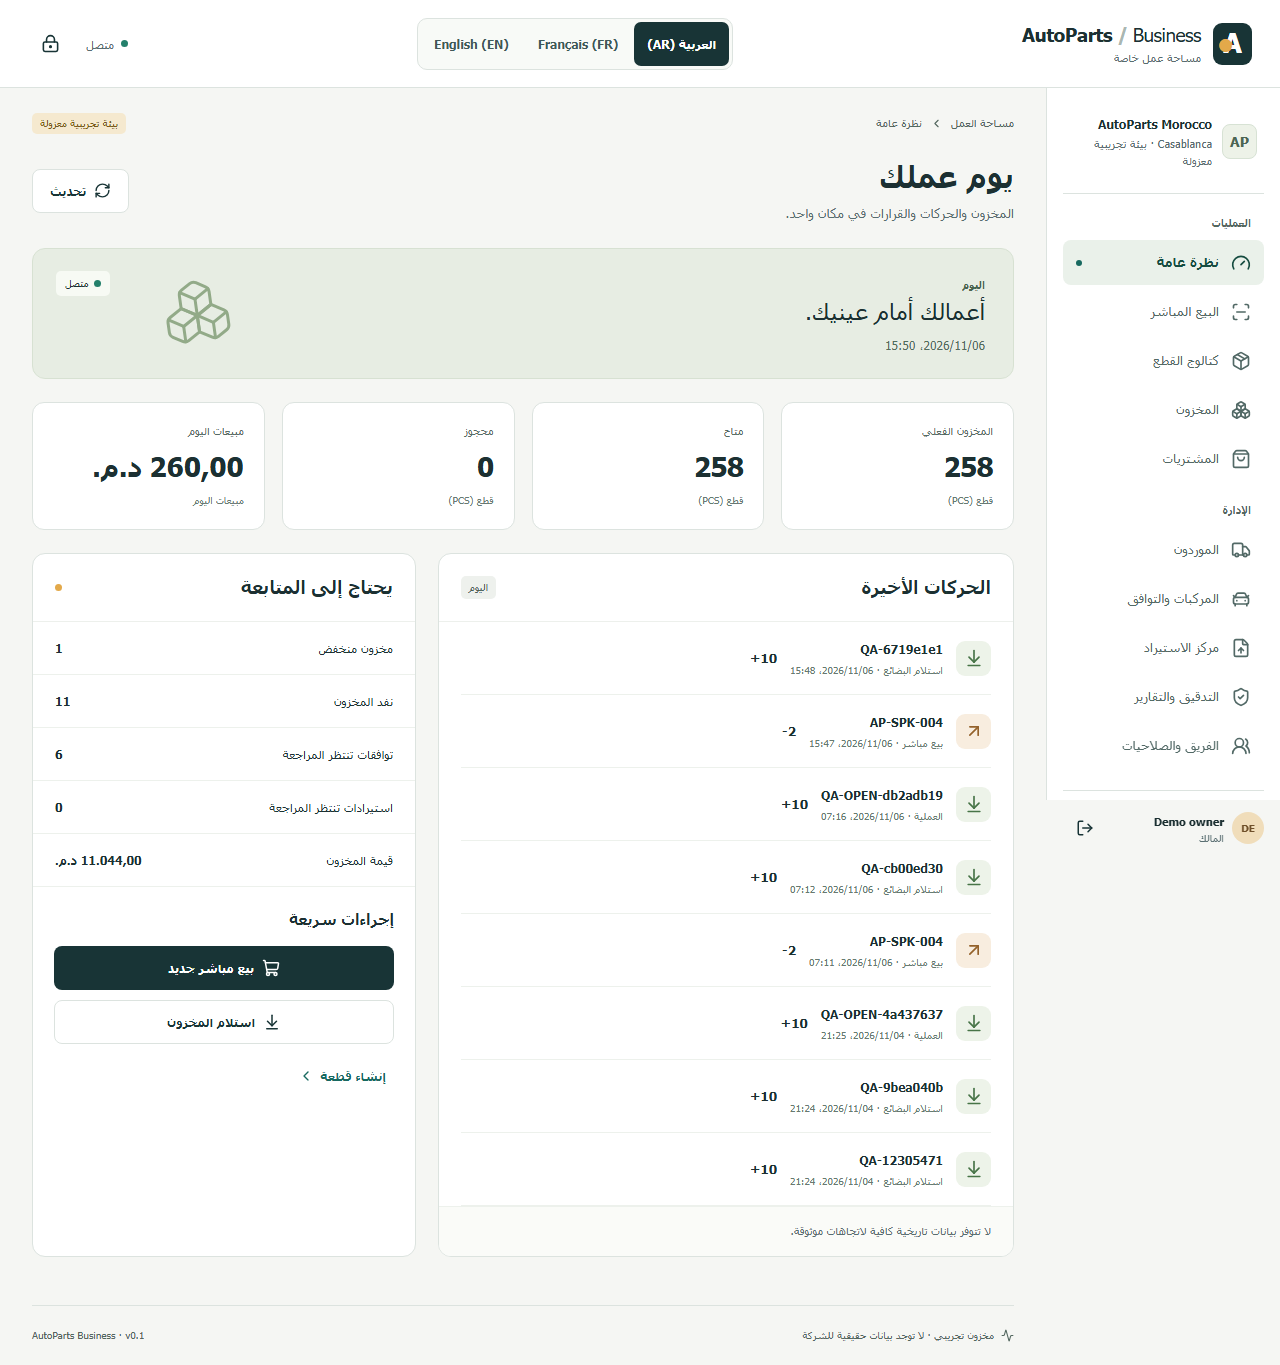 AutoParts / Business
مساحة عمل خاصة
العربية (AR)
Français (FR)
English (EN)
متصل
AP
AutoParts Morocco
Casablanca · بيئة تجريبية معزولة
العمليات
نظرة عامة
البيع المباشر
كتالوج القطع
المخزون
المشتريات
الإدارة
الموردون
المركبات والتوافق
مركز الاستيراد
التدقيق والتقارير
الفريق والصلاحيات
DE
Demo owner
المالك
مساحة العمل
نظرة عامة
بيئة تجريبية معزولة
يوم عملك
المخزون والحركات والقرارات في مكان واحد.
تحديث
اليوم
أعمالك أمام عينيك.
2026/11/06، 15:50
متصل
المخزون الفعلي
258
قطع (PCS)
متاح
258
قطع (PCS)
محجوز
0
قطع (PCS)
مبيعات اليوم
260,00 د.م.
مبيعات اليوم
الحركات الأخيرة
اليوم
QA-6719e1e1
استلام البضائع · 2026/11/06، 15:48
+10
AP-SPK-004
بيع مباشر · 2026/11/06، 15:47
-2
QA-OPEN-db2adb19
العملية · 2026/11/06، 07:16
+10
QA-cb00ed30
استلام البضائع · 2026/11/06، 07:12
+10
AP-SPK-004
بيع مباشر · 2026/11/06، 07:11
-2
QA-OPEN-4a437637
العملية · 2026/11/04، 21:25
+10
QA-9bea040b
استلام البضائع · 2026/11/04، 21:24
+10
QA-12305471
استلام البضائع · 2026/11/04، 21:24
+10
لا تتوفر بيانات تاريخية كافية لاتجاهات موثوقة.
يحتاج إلى المتابعة
مخزون منخفض
1
نفد المخزون
11
توافقات تنتظر المراجعة
6
استيرادات تنتظر المراجعة
0
قيمة المخزون
11.044,00 د.م.
إجراءات سريعة
بيع مباشر جديد
استلام المخزون
إنشاء قطعة
مخزون تجريبي · لا توجد بيانات حقيقية للشركة
AutoParts Business · v0.1